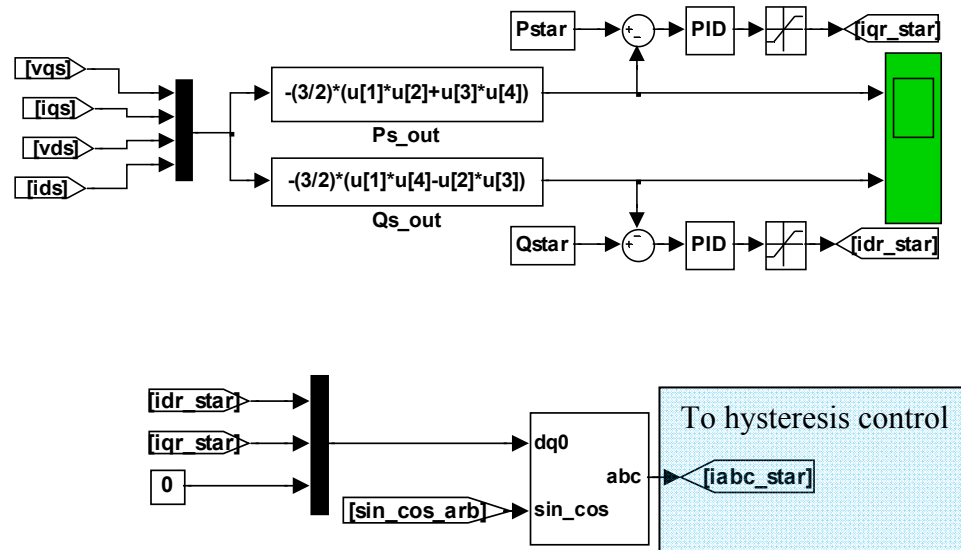 Pstar
PID
[iqr_star]
[vqs]
[iqs]
[vds]
[ids]
-(3/2)*(u[1]*u[2]+u[3]*u[4])
Ps_out
-(3/2)*(u[1]*u[4]-u[2]*u[3])
Qs_out
Qstar
PID
[idr_star]
[idr_star]
[iqr_star]
0
[sin_cos_arb]
dq0
abc
sin_cos
To hysteresis control
[iabc_star]